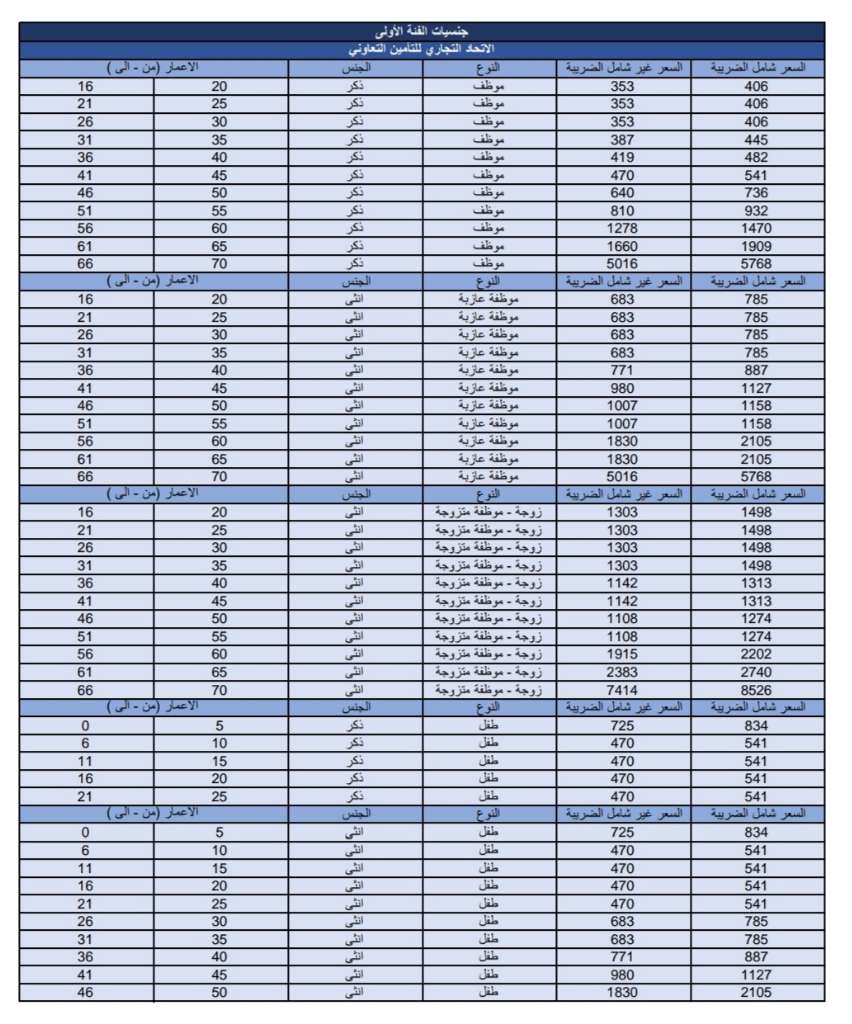 جنسيات الفئة الأولى
الاتحاد التجاري للتأمين التعاوني
الاعمار (من - الى ) الجنس النوع السعر غير شامل الضريبة السعر شامل الضريبة
16 20 ذكر موظف 353 406
21 25 ذكر موظف 353 406
26 30 ذكر موظف 353 406
31 35 ذكر موظف 387 445
36 40 ذكر موظف 419 482
41 45 ذكر موظف 470 541
46 50 ذكر موظف 640 736
51 55 ذكر موظف 810 932
56 60 ذكر موظف 1278 1470
61 65 ذكر موظف 1660 1909
66 70 ذكر موظف 5016 5768
الاعمار (من - الى ) الجنس النوع السعر غير شامل الضريبة السعر شامل الضريبة
16 20 انثى موظفة عازبة 683 785
21 25 انثى موظفة عازبة 683 785
26 30 انثى موظفة عازبة 683 785
31 35 انثى موظفة عازبة 683 785
36 40 انثى موظفة عازبة 771 887
41 45 انثى موظفة عازبة 980 1127
46 50 انثى موظفة عازبة 1007 1158
51 55 انثى موظفة عازبة 1007 1158
56 60 انثى موظفة عازبة 1830 2105
61 65 انثى موظفة عازبة 1830 2105
66 70 انثى موظفة عازبة 5016 5768
الاعمار (من - الى ) الجنس النوع السعر غير شامل الضريبة السعر شامل الضريبة
16 20 انثى زوجة - موظفة متزوجة 1303 1498
21 25 انثى زوجة - موظفة متزوجة 1303 1498
26 30 انثى زوجة - موظفة متزوجة 1303 1498
31 35 انثى زوجة - موظفة متزوجة 1303 1498
36 40 انثى زوجة - موظفة متزوجة 1142 1313
41 45 انثى زوجة - موظفة متزوجة 1142 1313
46 50 انثى زوجة - موظفة متزوجة 1108 1274
51 55 انثى زوجة - موظفة متزوجة 1108 1274
56 60 انثى زوجة - موظفة متزوجة 1915 2202
61 65 انثى زوجة - موظفة متزوجة 2383 2740
66 70 انثى زوجة - موظفة متزوجة 7414 8526
الاعمار (من - الى ) الجنس النوع السعر غير شامل الضريبة السعر شامل الضريبة
0 5 ذكر طفل 725 834
6 10 ذكر طفل 470 541
11 15 ذكر طفل 470 541
16 20 ذكر طفل 470 541
21 25 ذكر طفل 470 541
الاعمار (من - الى ) الجنس النوع السعر غير شامل الضريبة السعر شامل الضريبة
0 5 انثى طفل 725 834
6 10 انثى طفل 470 541
11 15 انثى طفل 470 541
16 20 انثى طفل 470 541
21 25 انثى طفل 470 541
26 30 انثى طفل 683 785
31 35 انثى طفل 683 785
36 40 انثى طفل 771 887
41 45 انثى طفل 980 1127
46 50 انثى طفل 1830 2105